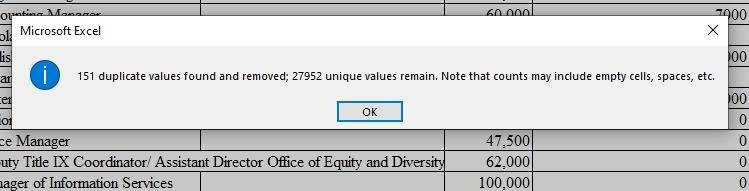 60,000 7000
Microsoft Excel
151 duplicate values found and removed; 27952 unique values remain. Note that counts may include empty cells, spaces, etc.
OK
ce Manager 47,500 0
uty Title IX Coordinator/ Assistant Director Office of Equity and Diversity 62,000 0
nager of Information Services 100,000 0